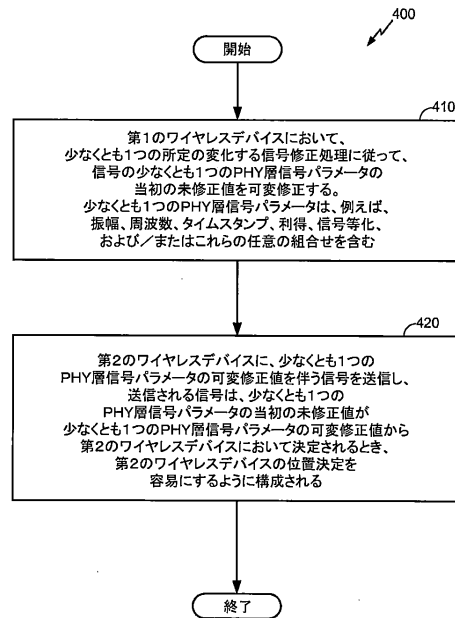 400
開始
410
第1のワイヤレスデバイスにおいて、
少なくとも1つの所定の変化する信号修正処理に従って、
信号の少なくとも1つのPHY層信号パラメータの
当初の未修正値を可変修正する。
少なくとも1つのPHY層信号パラメータは、例えば、
振幅、周波数、タイムスタンプ、利得、信号等化、
および/またはこれらの任意の組合せを含む
420
第2のワイヤレスデバイスに、少なくとも1つの
PHY層信号パラメータの可変修正値を伴う信号を送信し、
送信される信号は、少なくとも1つの
PHY層信号パラメータの当初の未修正値が
少なくとも1つのPHY層信号パラメータの可変修正値から
第2のワイヤレスデバイスにおいて決定されるとき、
第2のワイヤレスデバイスの位置決定を
容易にするように構成される
終了